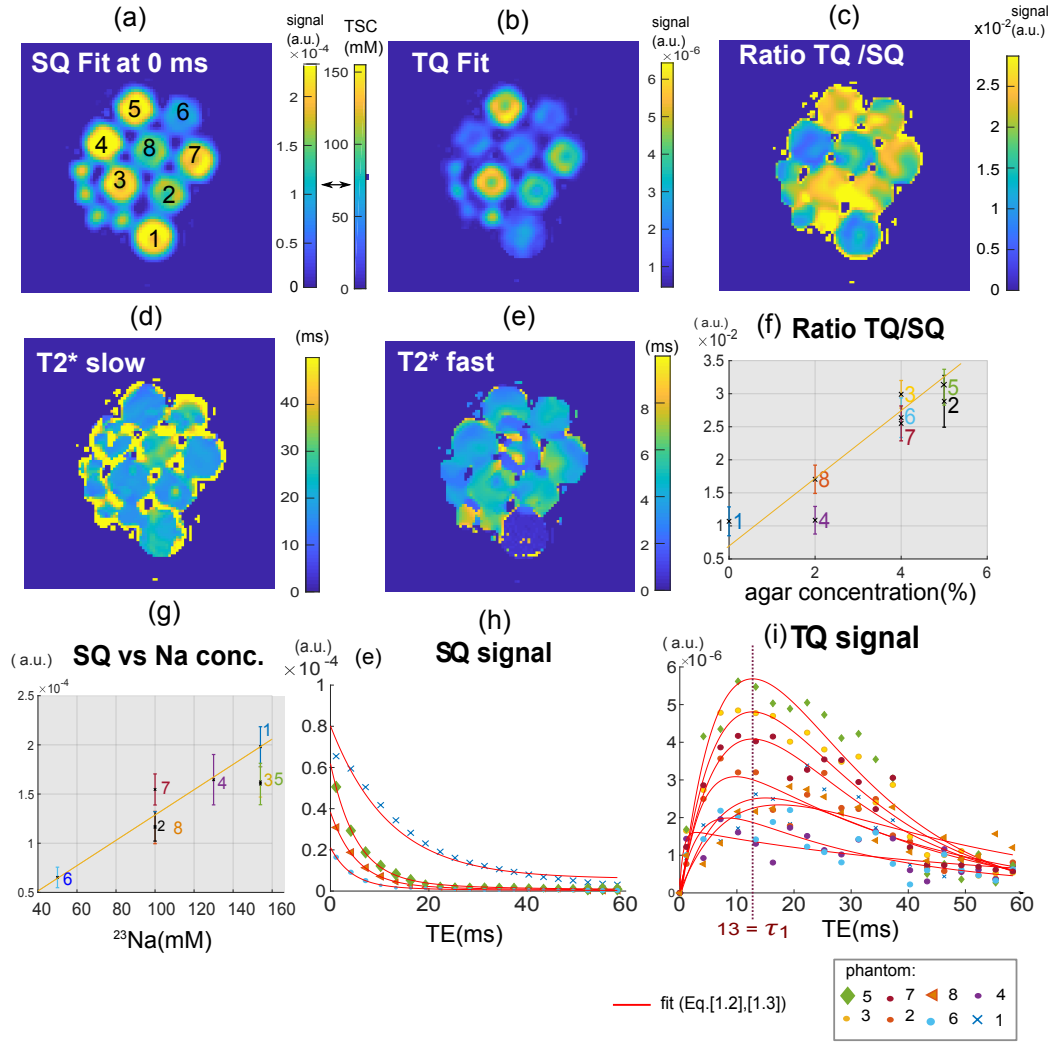 (a)
SQ Fit at 0 ms
5
6
4
8
7
3
2
1
signal
(a.u.)
× 10⁻⁴
2
1.5
1
0.5
0
TSC
(mM)
150
100
50
0
(b)
TQ Fit
signal
(a.u.)
×10⁻⁶
6
5
4
3
2
1
(c)
Ratio TQ /SQ
x10⁻² signal
(a.u.)
2.5
2
1.5
1
0.5
0
(d)
T2* slow
(ms)
40
30
20
10
0
(e)
T2* fast
(ms)
8
6
4
2
0
(f) Ratio TQ/SQ
(a.u.)
×10⁻²
3.5
3
2.5
2
1.5
1
0.5
1
8
4
3
6
7
5
2
0 2 4 6
agar concentration(%)
(g)
SQ vs Na conc.
(a.u.)
×10⁻⁴
2.5
2
1.5
1
0.5
6
7
2
8
4
1
35
40 60 80 100 120 140 160
²³Na(mM)
(h)
SQ signal
(a.u.)
×10⁻⁴
(e)
1
0.8
0.6
0.4
0.2
0
0 20 40 60
TE(ms)
(i)
TQ signal
(a.u.)
×10⁻⁶
6
5
4
3
2
1
0
0 10 20 30 40 50 60
13 = τ₁
TE(ms)
fit (Eq.[1.2],[1.3])
phantom:
5 7 8 4
3 2 6 1